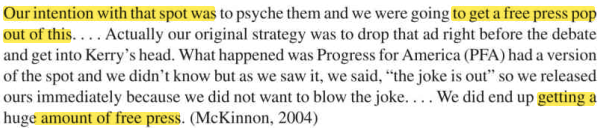 Our intention with that spot was to psyche them and we were going to get a free press pop
out of this. . . . Actually our original strategy was to drop that ad right before the debate
and get into Kerry's head. What happened was Progress for America (PFA) had a version
of the spot and we didn't know but as we saw it, we said, “the joke is out” so we released
ours immediately because we did not want to blow the joke. . . . We did end up getting a
huge amount of free press. (McKinnon, 2004)